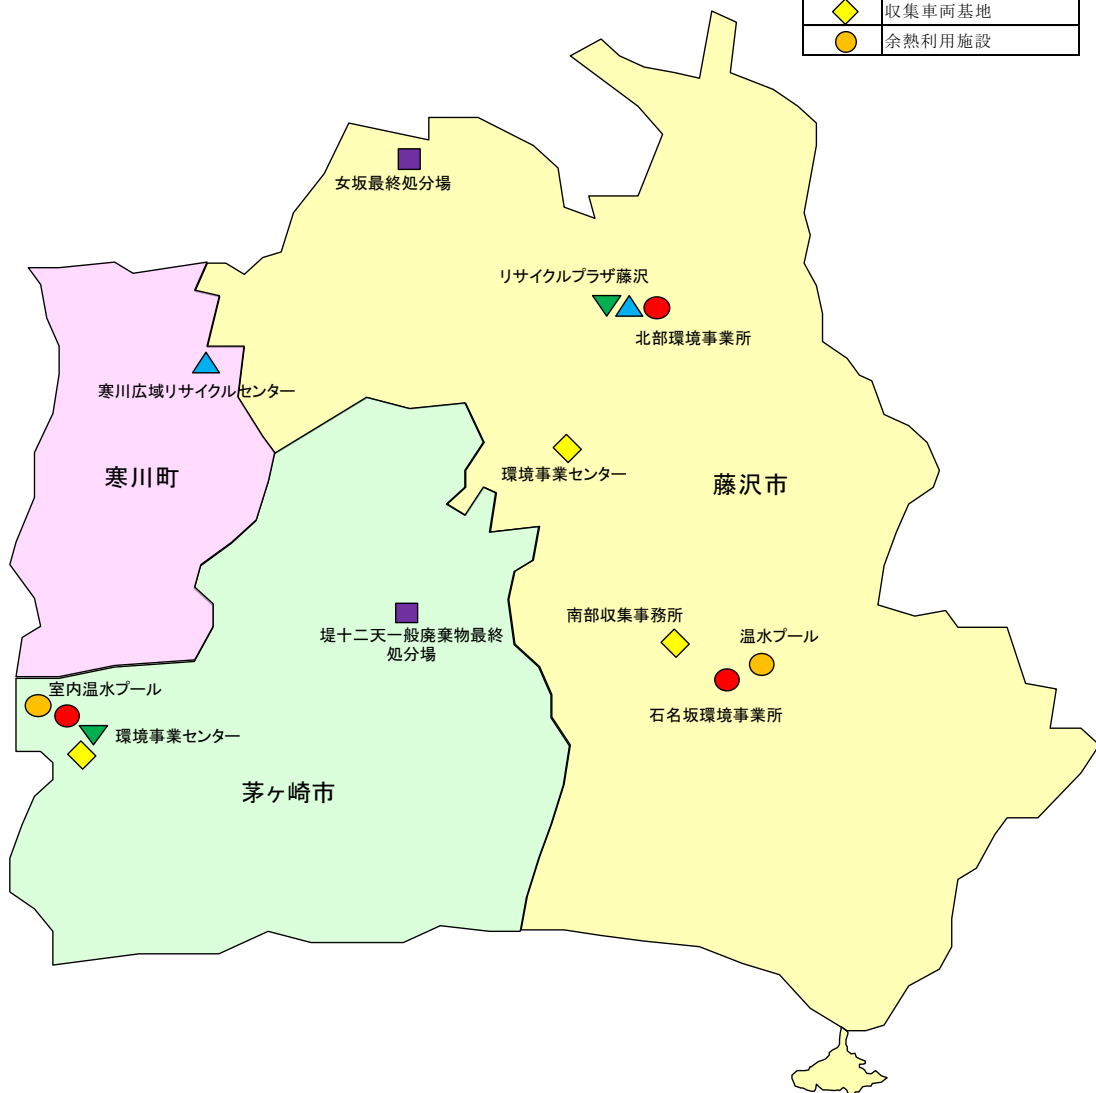 収集車両基地
余熱利用施設
女坂最終処分場
リサイクルプラザ藤沢
北部環境事業所
寒川広域リサイクルセンター
寒川町
環境事業センター
藤沢市
南部収集事務所
温水プール
堤十二天一般廃棄物最終
処分場
石名坂環境事業所
室内温水プール
環境事業センター
茅ヶ崎市